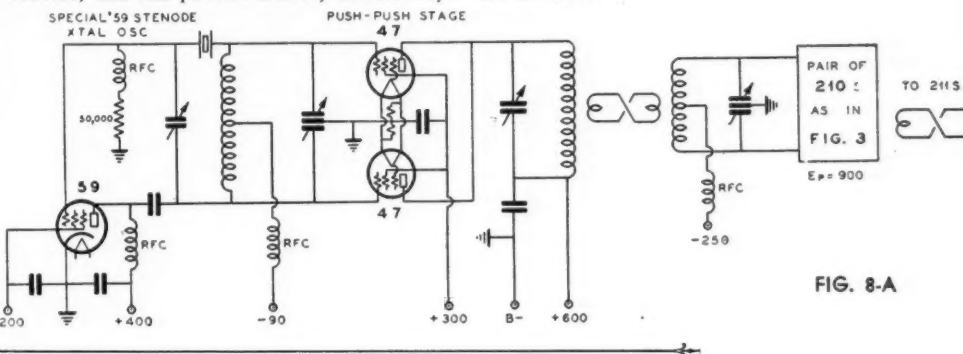 SPECIAL '59 STENODE
XTAL OSC
PUSH-PUSH STAGE
47
RFC
50,000
59
RFC
RFC
47
RFC
PAIR OF
210 s
AS IN
FIG. 3
Ep= 900
TO 211S
-250
FIG. 8-A
200
+400
-90
+300
B-
+600